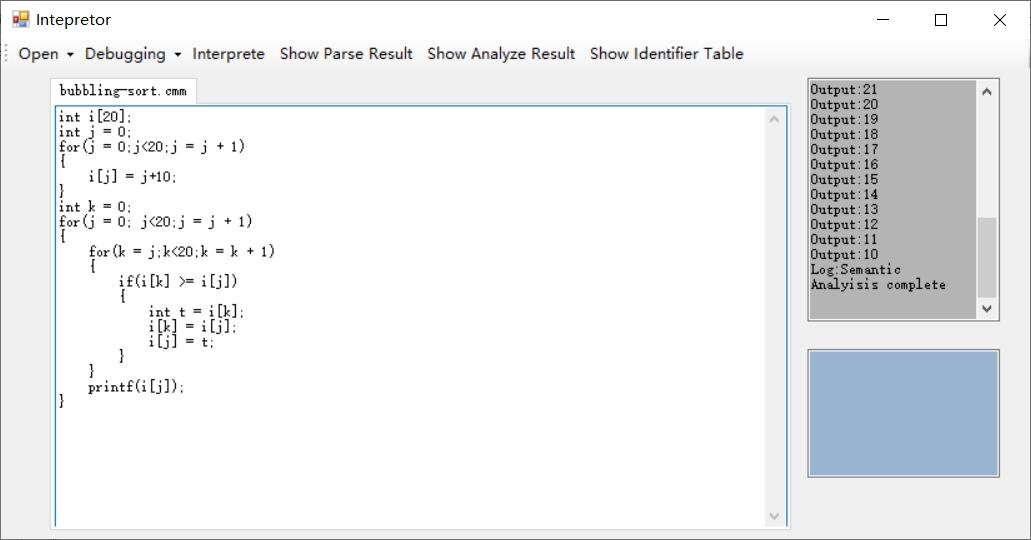 Intepretor
Open Debugging Interprete Show Parse Result Show Analyze Result Show Identifier Table
bubbling-sort.cmm
int i[20];
int j = 0;
for(j = 0;j<20;j = j + 1)
{
    i[j] = j+10;
}
int k = 0;
for(j = 0; j<20;j = j + 1)
{
    for(k = j;k<20;k = k + 1)
    {
        if(i[k] >= i[j])
        {
            int t = i[k];
            i[k] = i[j];
            i[j] = t;
        }
    }
    printf(i[j]);
}
Output:21
Output:20
Output:19
Output:18
Output:17
Output:16
Output:15
Output:14
Output:13
Output:12
Output:11
Output:10
Log:Semantic
Analyisis complete